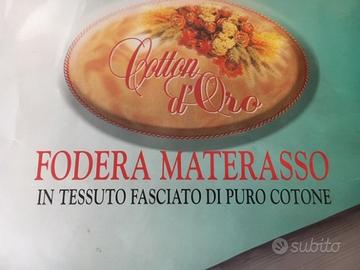 Cotton
d'Oro
FODERA MATERASSO
IN TESSUTO FASCIATO DI PURO COTONE
subito